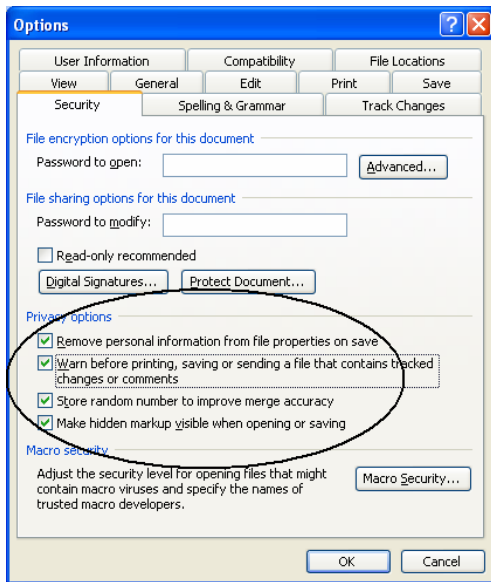 Options
User Information Compatibility File Locations
View General Edit Print Save
Security Spelling & Grammar Track Changes
File encryption options for this document
Password to open: Advanced...
File sharing options for this document
Password to modify:
Read-only recommended
Digital Signatures... Protect Document...
Privacy options
Remove personal information from file properties on save
Warn before printing, saving or sending a file that contains tracked
changes or comments
Store random number to improve merge accuracy
Make hidden markup visible when opening or saving
Macro security
Adjust the security level for opening files that might
contain macro viruses and specify the names of
trusted macro developers.
Macro Security...
OK Cancel